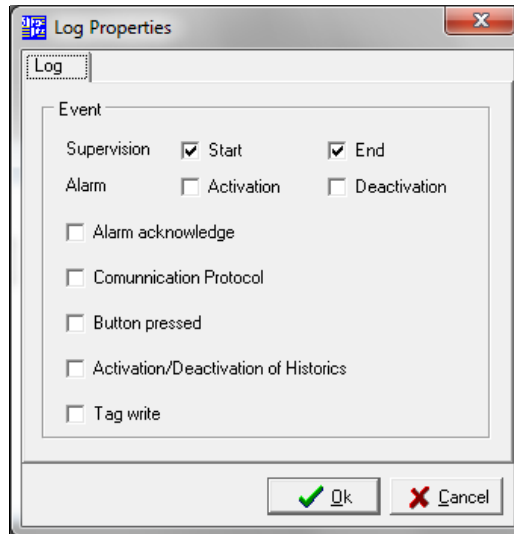 Log Properties
Log
Event
Supervision Start End
Alarm Activation Deactivation
Alarm acknowledge
Comunnication Protocol
Button pressed
Activation/Deactivation of Historics
Tag write
Ok Cancel